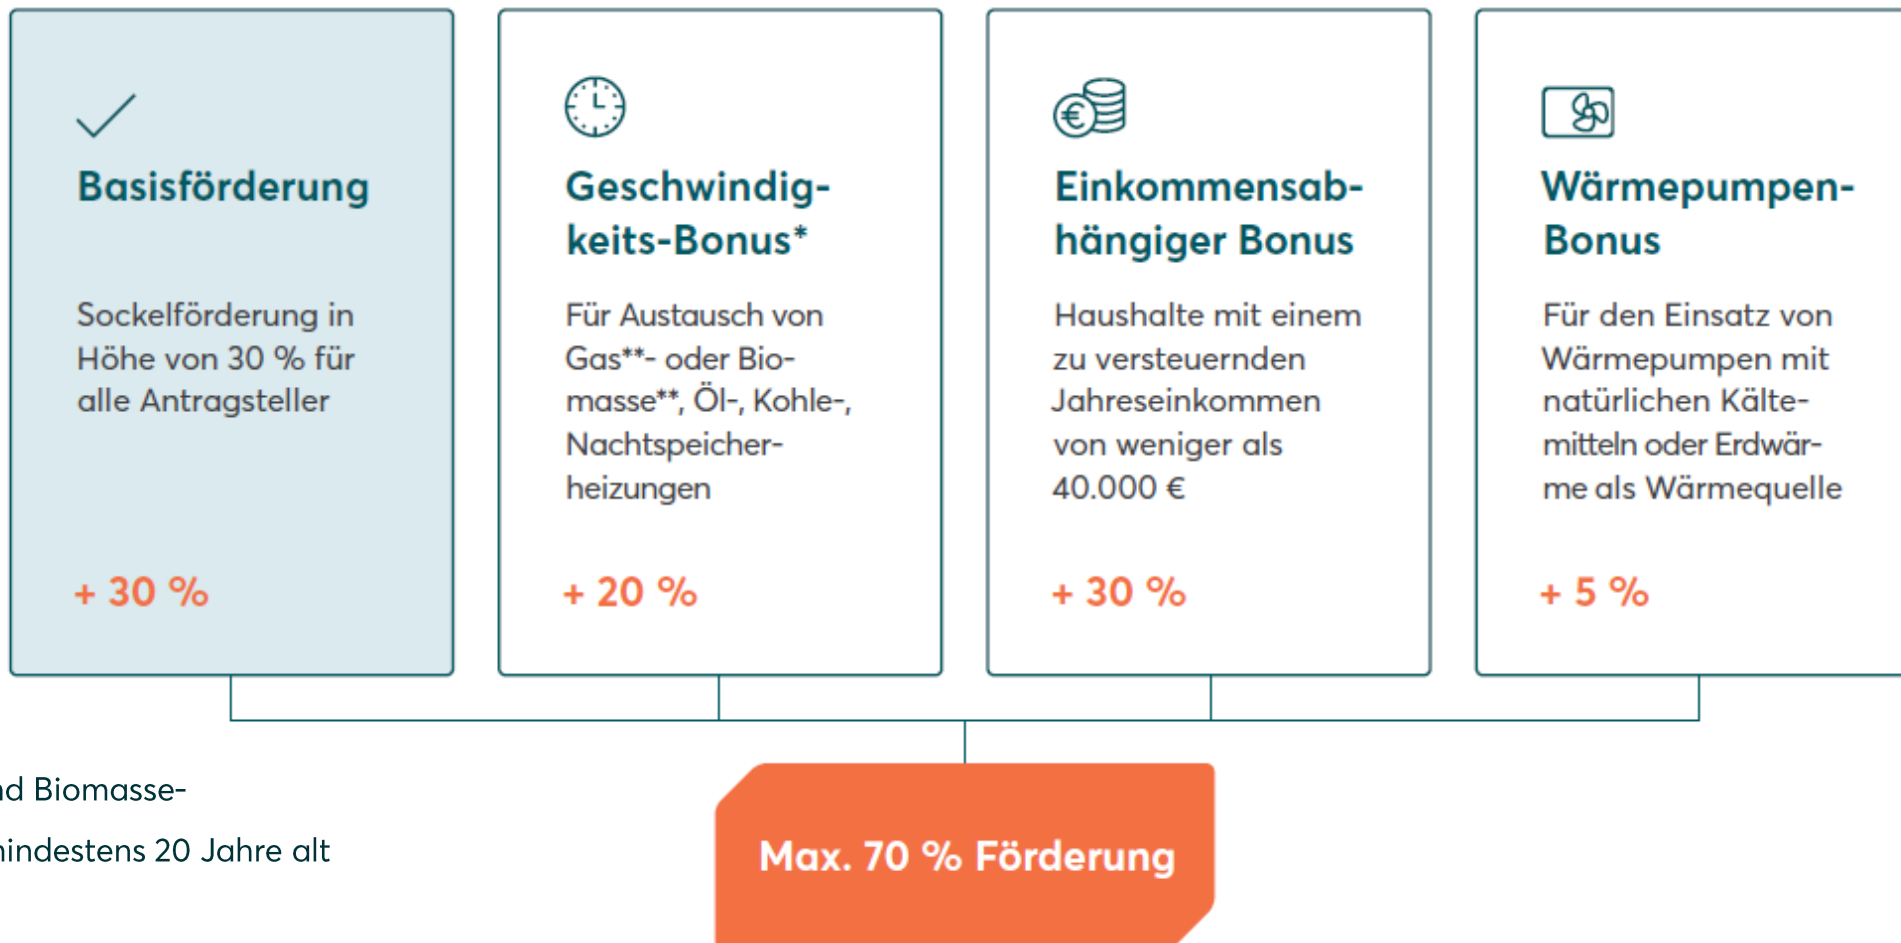 Basisförderung
Sockelförderung in
Höhe von 30 % für
alle Antragsteller
+ 30 %
Geschwindig-
keits-Bonus*
Für Austausch von
Gas**- oder Bio-
masse**, Öl-, Kohle-,
Nachtspeicher-
heizungen
+ 20 %
Einkommensab-
hängiger Bonus
Haushalte mit einem
zu versteuernden
Jahreseinkommen
von weniger als
40.000 €
+ 30 %
Wärmepumpen-
Bonus
Für den Einsatz von
Wärmepumpen mit
natürlichen Kälte-
mitteln oder Erdwär-
me als Wärmequelle
+ 5 %
Biomasse-
20 Jahre alt
Max. 70 % Förderung